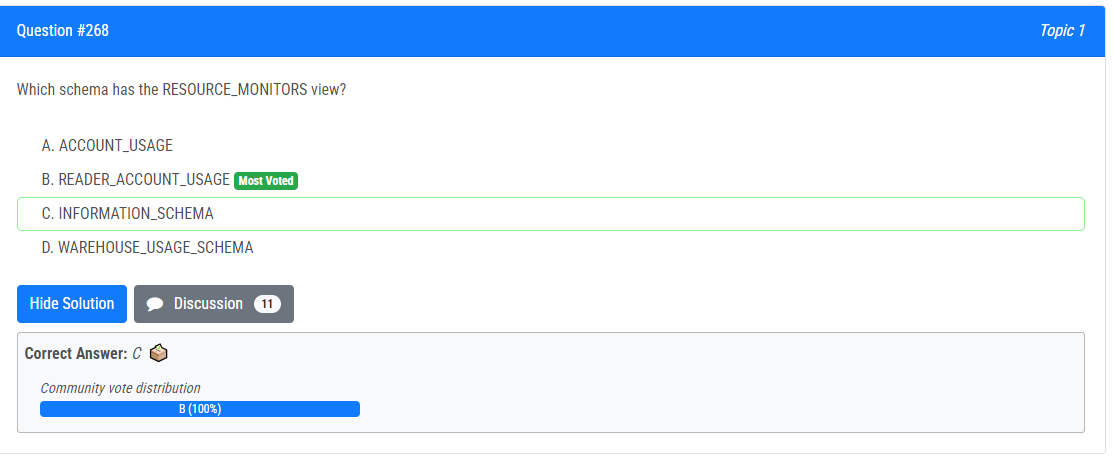 Question #268 Topic 1
Which schema has the RESOURCE_MONITORS view?
A. ACCOUNT_USAGE
B. READER_ACCOUNT_USAGE Most Voted
C. INFORMATION_SCHEMA
D. WAREHOUSE_USAGE_SCHEMA
Hide Solution Discussion 11
Correct Answer: C
Community vote distribution
B (100%)